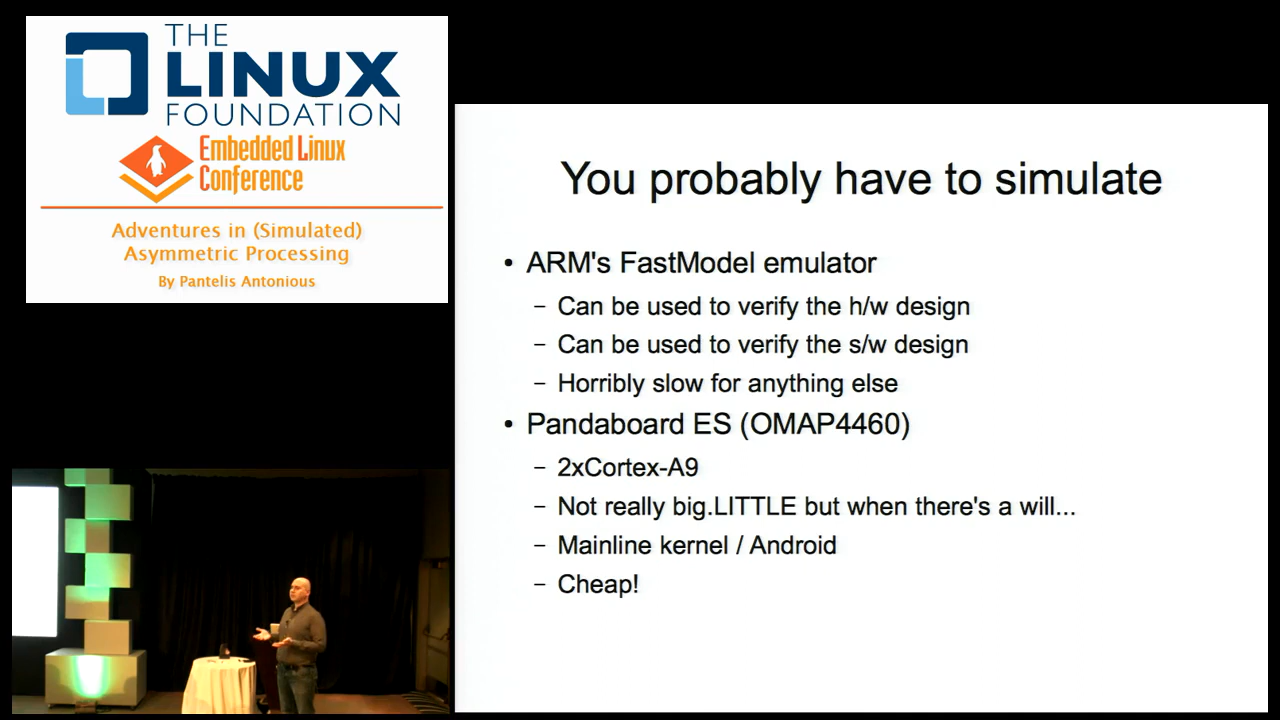 THE
LINUX
FOUNDATION
Embedded Linux
Conference
Adventures in (Simulated)
Asymmetric Processing
By Pantelis Antonious
You probably have to simulate
• ARM's FastModel emulator
– Can be used to verify the h/w design
– Can be used to verify the s/w design
– Horribly slow for anything else
• Pandaboard ES (OMAP4460)
– 2xCortex-A9
– Not really big.LITTLE but when there's a will...
– Mainline kernel / Android
– Cheap!